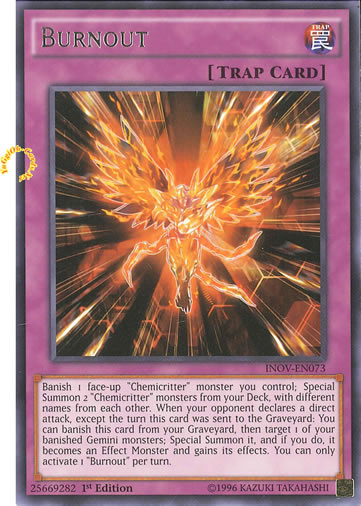 BURNOUT
TRAP
罠
[TRAP CARD]
INOV-EN073
Banish 1 face-up "Chemicritter" monster you control; Special
Summon 2 "Chemicritter" monsters from your Deck, with different
names from each other. When your opponent declares a direct
attack, except the turn this card was sent to the Graveyard: You
can banish this card from your Graveyard, then target 1 of your
banished Gemini monsters; Special Summon it, and if you do, it
becomes an Effect Monster and gains its effects. You can only
activate 1 "Burnout" per turn.
25669282
1st Edition
©1996 KAZUKI TAKAHASHI